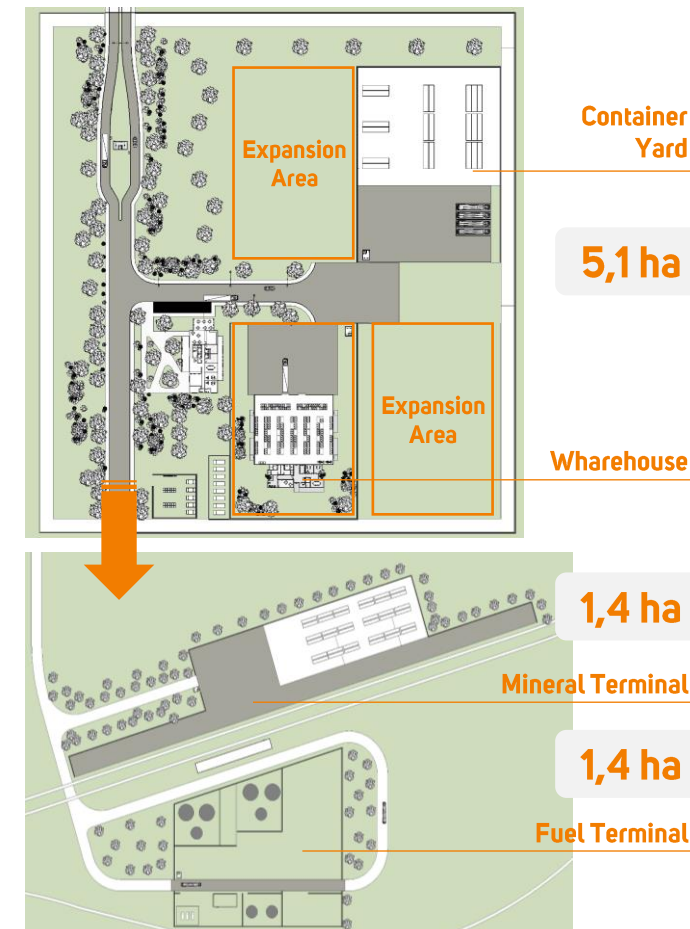 Container
Yard
Expansion
Area
5,1 ha
Expansion
Area
Wharehouse
1,4 ha
Mineral Terminal
1,4 ha
Fuel Terminal